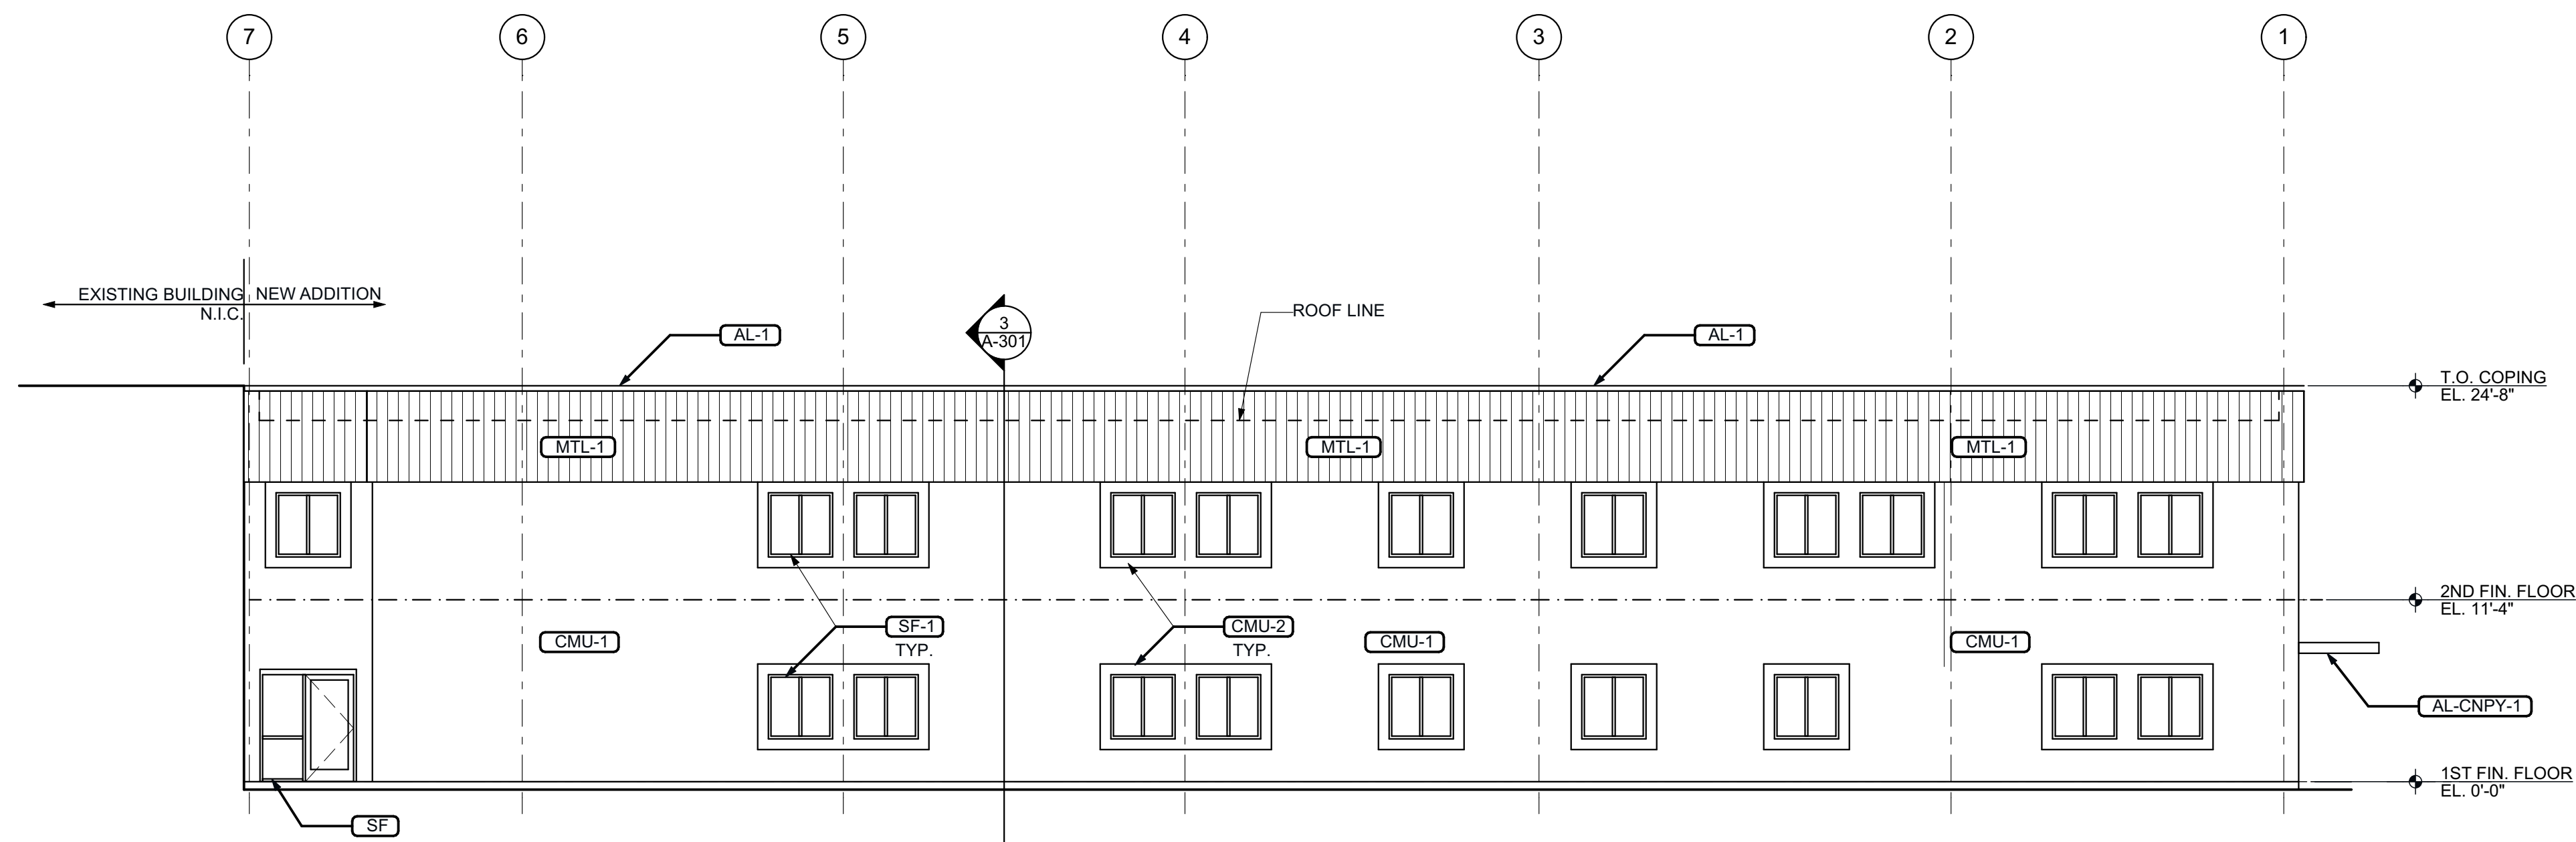 7
6
5
4
3
2
1
EXISTING BUILDING
N.I.C.
NEW ADDITION
AL-1
3
A-301
ROOF LINE
AL-1
T.O. COPING
EL. 24'-8"
MTL-1
MTL-1
MTL-1
2ND FIN. FLOOR
EL. 11'-4"
CMU-1
SF-1
TYP.
CMU-2
TYP.
CMU-1
CMU-1
AL-CNPY-1
1ST FIN. FLOOR
EL. 0'-0"
SF